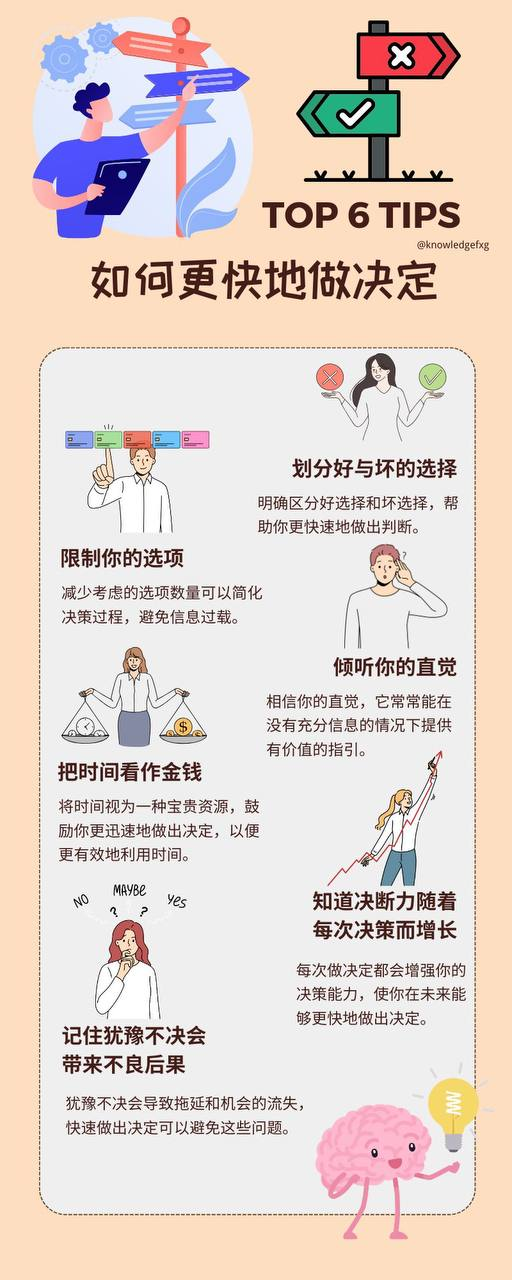 TOP 6 TIPS
@knowledgefxg
如何更快地做决定
划分好与坏的选择
明确区分好选择和坏选择，帮
助你更快速地做出判断。
限制你的选项
减少考虑的选项数量可以简化
决策过程，避免信息过载。
倾听你的直觉
相信你的直觉，它常常能在
没有充分信息的情况下提供
有价值的指引。
把时间看作金钱
将时间视为一种宝贵资源，鼓
励你更迅速地做出决定，以便
更有效地利用时间。
知道决断力随着
每次决策而增长
每次做决定都会增强你的
决策能力，使你在未来能
够更快地做出决定。
NO MAYBE yes
? ?
记住犹豫不决会
带来不良后果
犹豫不决会导致拖延和机会的流失，
快速做出决定可以避免这些问题。